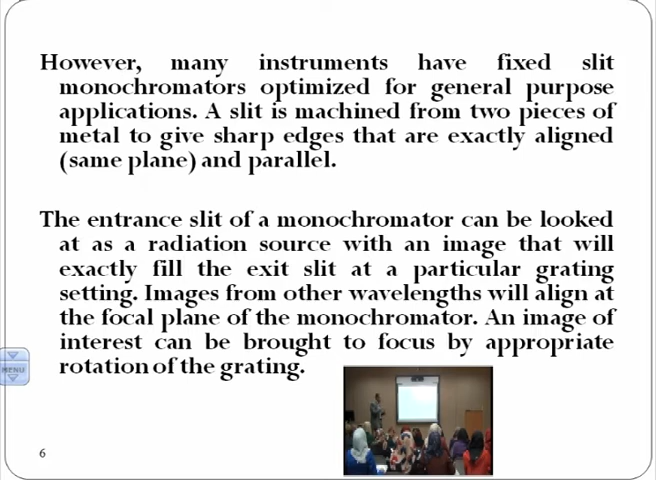 However, many instruments have fixed slit
monochromators optimized for general purpose
applications. A slit is machined from two pieces of
metal to give sharp edges that are exactly aligned
(same plane) and parallel.
The entrance slit of a monochromator can be looked
at as a radiation source with an image that will
exactly fill the exit slit at a particular grating
setting. Images from other wavelengths will align at
the focal plane of the monochromator. An image of
interest can be brought to focus by appropriate
rotation of the grating.
MENU
6